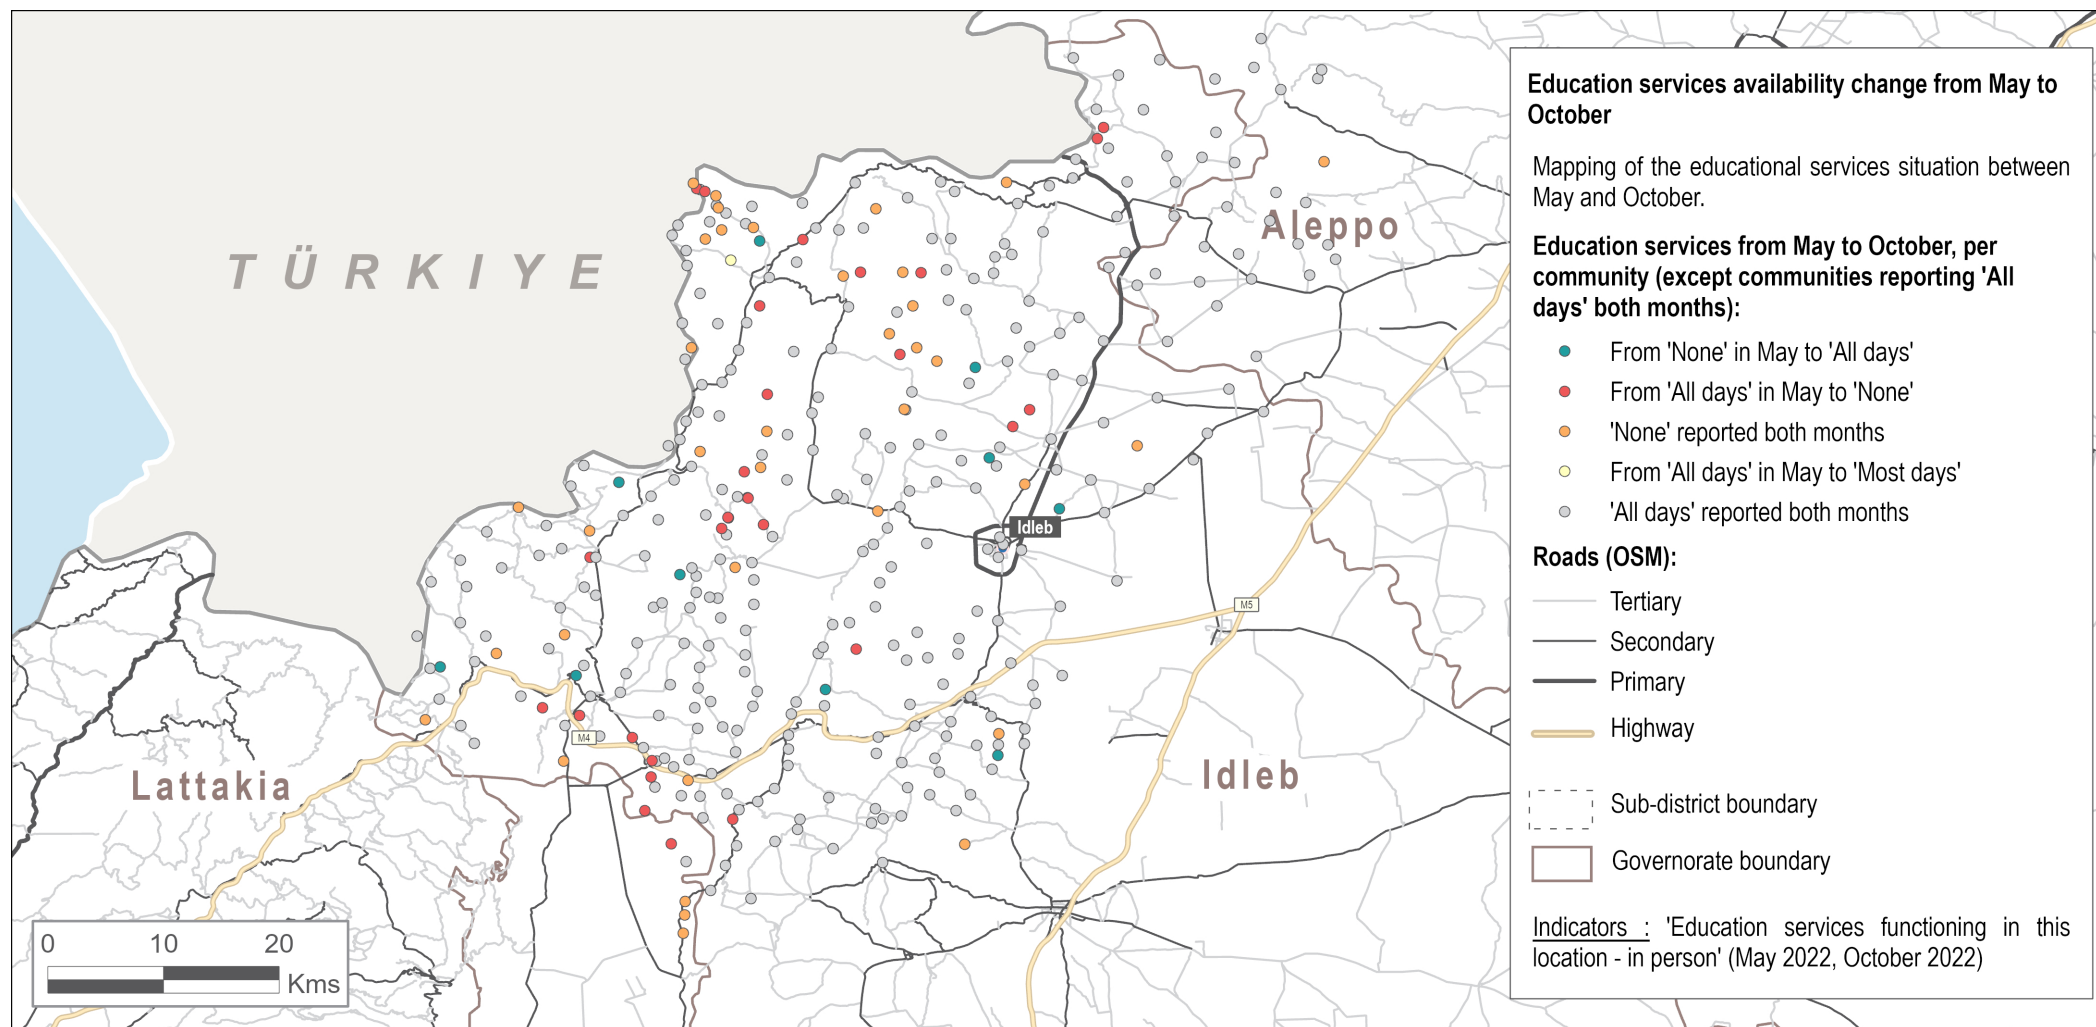 TÜRKIYE
Aleppo
Idleb
M5
M4
Lattakia
Idleb
0 10 20
Kms
Education services availability change from May to
October
Mapping of the educational services situation between
May and October.
Education services from May to October, per
community (except communities reporting 'All
days' both months):
From 'None' in May to 'All days'
From 'All days' in May to 'None'
'None' reported both months
From 'All days' in May to 'Most days'
'All days' reported both months
Roads (OSM):
Tertiary
Secondary
Primary
Highway
Sub-district boundary
Governorate boundary
Indicators : 'Education services functioning in this
location - in person' (May 2022, October 2022)